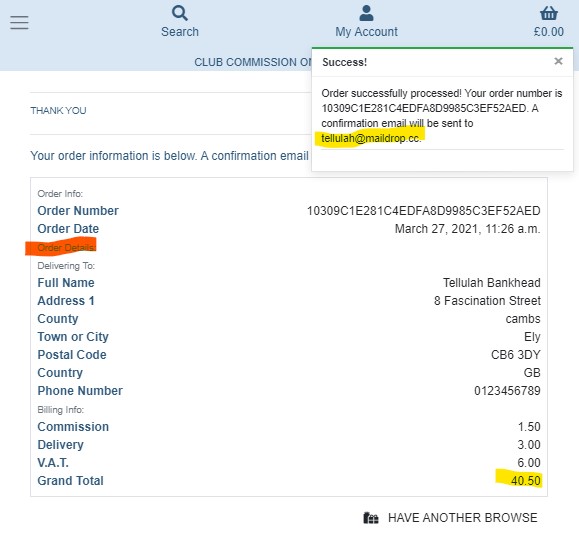 Search
My Account
£0.00
CLUB COMMISSION ON
Success!
×
Order successfully processed! Your order number is
10309C1E281C4EDFA8D9985C3EF52AED. A
confirmation email will be sent to
tellulah@maildrop.cc.
THANK YOU
Your order information is below. A confirmation email
Order Info:
Order Number 10309C1E281C4EDFA8D9985C3EF52AED
Order Date March 27, 2021, 11:26 a.m.
Order Details:
Delivering To:
Full Name Tellulah Bankhead
Address 1 8 Fascination Street
County cambs
Town or City Ely
Postal Code CB6 3DY
Country GB
Phone Number 0123456789
Billing Info:
Commission 1.50
Delivery 3.00
V.A.T. 6.00
Grand Total 40.50
HAVE ANOTHER BROWSE